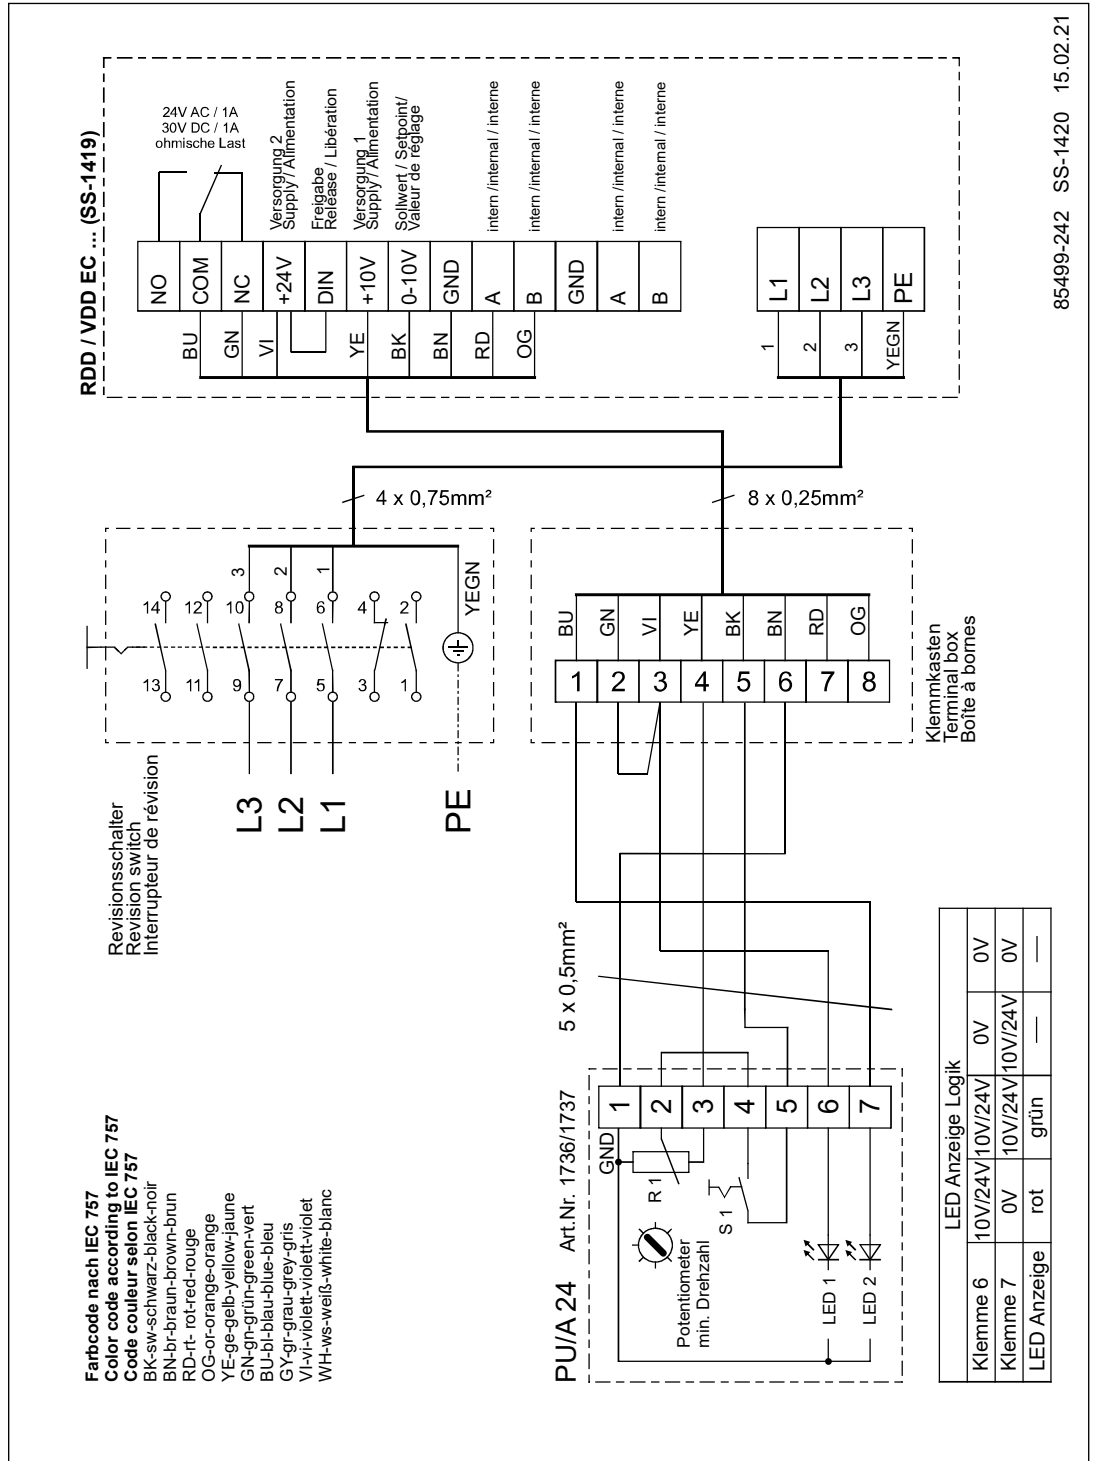 85499-242 SS-1420 15.02.21
RDD / VDD EC ... (SS-1419)
24V AC / 1A
30V DC / 1A
ohmische Last
Versorgung 2
Supply / Alimentation
Freigabe
Release / Libération
Versorgung 1
Supply / Alimentation
Sollwert / Setpoint/
Valeur de réglage
intern /internal / interne
intern /internal / interne
intern /internal / interne
intern /internal / interne
NO
COM
NC
+24V
DIN
+10V
0-10V
GND
A
B
GND
A
B
BU
GN
VI
YE
BK
BN
RD
OG
L1
L2
L3
PE
1
2
3
YEGN
4 x 0,75mm²
8 x 0,25mm²
3
2
1
YEGN
14
12
10
8
6
4
2
13
11
9
7
5
3
1
L3
L2
L1
PE
Revisionsschalter
Revision switch
Interrupteur de révision
BU
GN
VI
YE
BK
BN
RD
OG
1
2
3
4
5
6
7
8
Klemmkasten
Terminal box
Boîte à bornes
5 x 0,5mm²
PU/A 24 Art.Nr. 1736/1737
GND
1
2
3
4
5
6
7
R 1
S 1
Potentiometer
min. Drehzahl
LED 1
LED 2
Farbcode nach IEC 757
Color code according to IEC 757
Code couleur selon IEC 757
BK-sw-schwarz-black-noir
BN-br-braun-brown-brun
RD-rt- rot-red-rouge
OG-or-orange-orange
YE-ge-gelb-yellow-jaune
GN-gn-grün-green-vert
BU-bl-blau-blue-bleu
GY-gr-grau-grey-gris
VI-vi-violett-violett-violet
WH-ws-weiß-white-blanc
LED Anzeige Logik
Klemme 6 10V/24V 10V/24V 0V 0V
Klemme 7 0V 10V/24V 10V/24V 0V
LED Anzeige rot grün — —